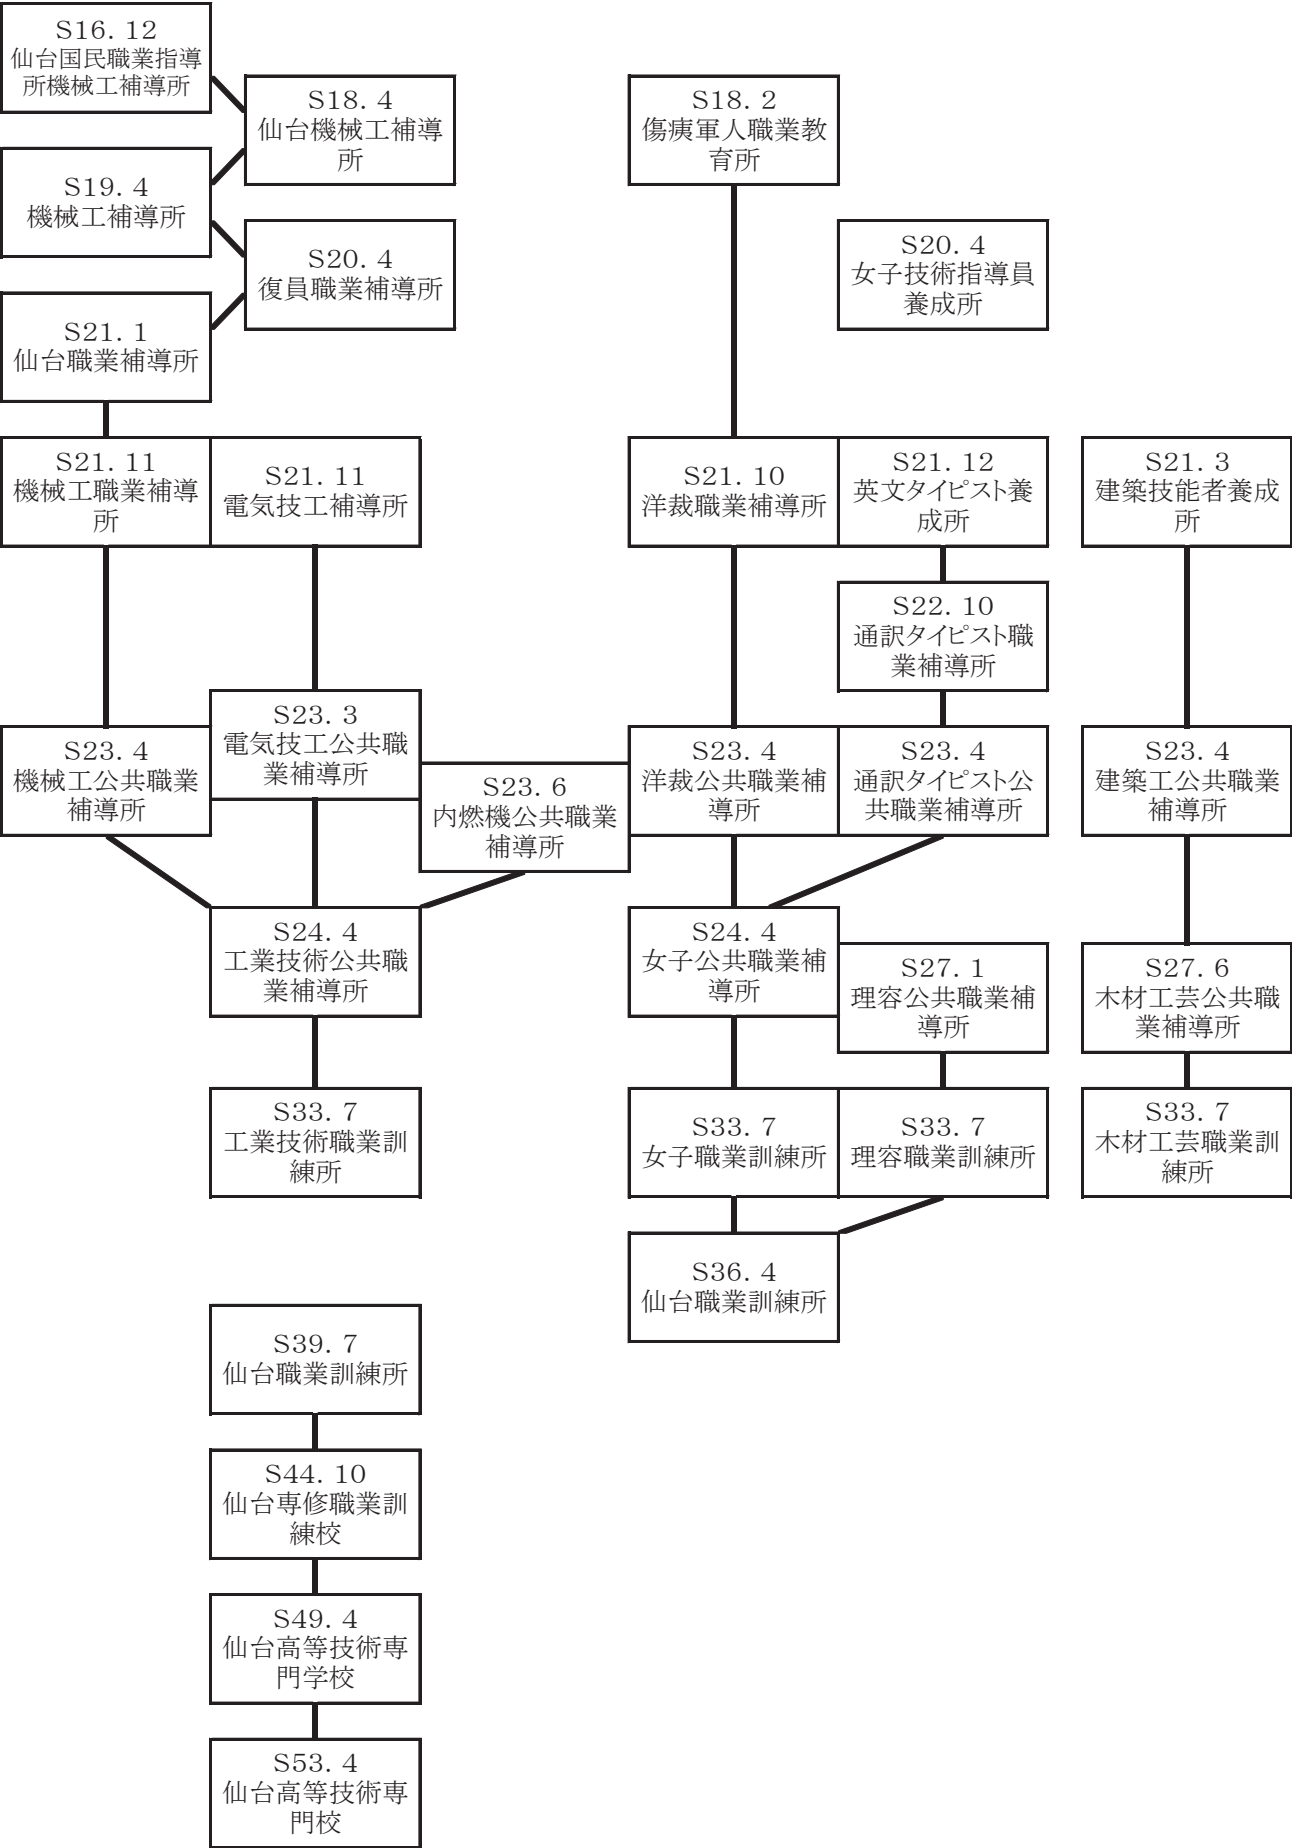 S16. 12
仙台国民職業指導
所機械工補導所
S18. 4
仙台機械工補導
所
S18. 2
傷痍軍人職業教
育所
S19. 4
機械工補導所
S20. 4
復員職業補導所
S20. 4
女子技術指導員
養成所
S21. 1
仙台職業補導所
S21. 11
機械工職業補導
所
S21. 11
電気技工補導所
S21. 10
洋裁職業補導所
S21. 12
英文タイピスト養
成所
S21. 3
建築技能者養成
所
S22. 10
通訳タイピスト職
業補導所
S23. 4
機械工公共職業
補導所
S23. 3
電気技工公共職
業補導所
S23. 6
内燃機公共職業
補導所
S23. 4
洋裁公共職業補
導所
S23. 4
通訳タイピスト公
共職業補導所
S23. 4
建築工公共職業
補導所
S24. 4
工業技術公共職
業補導所
S24. 4
女子公共職業補
導所
S27. 1
理容公共職業補
導所
S27. 6
木材工芸公共職
業補導所
S33. 7
工業技術職業訓
練所
S33. 7
女子職業訓練所
S33. 7
理容職業訓練所
S33. 7
木材工芸職業訓
練所
S36. 4
仙台職業訓練所
S39. 7
仙台職業訓練所
S44. 10
仙台専修職業訓
練校
S49. 4
仙台高等技術専
門学校
S53. 4
仙台高等技術専
門校